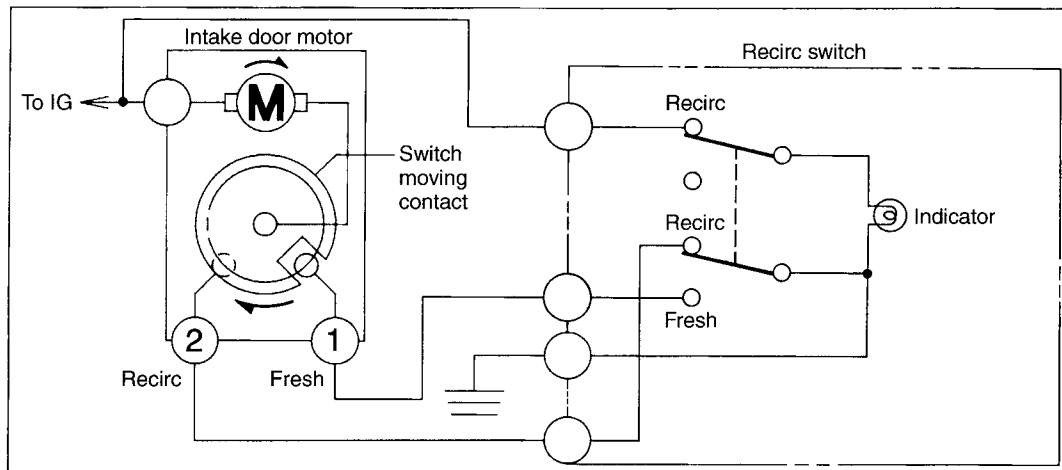 Intake door motor
Recirc switch
To IG
M
Recirc
Switch
moving
contact
Recirc
Indicator
Fresh
2
1
Recirc
Fresh